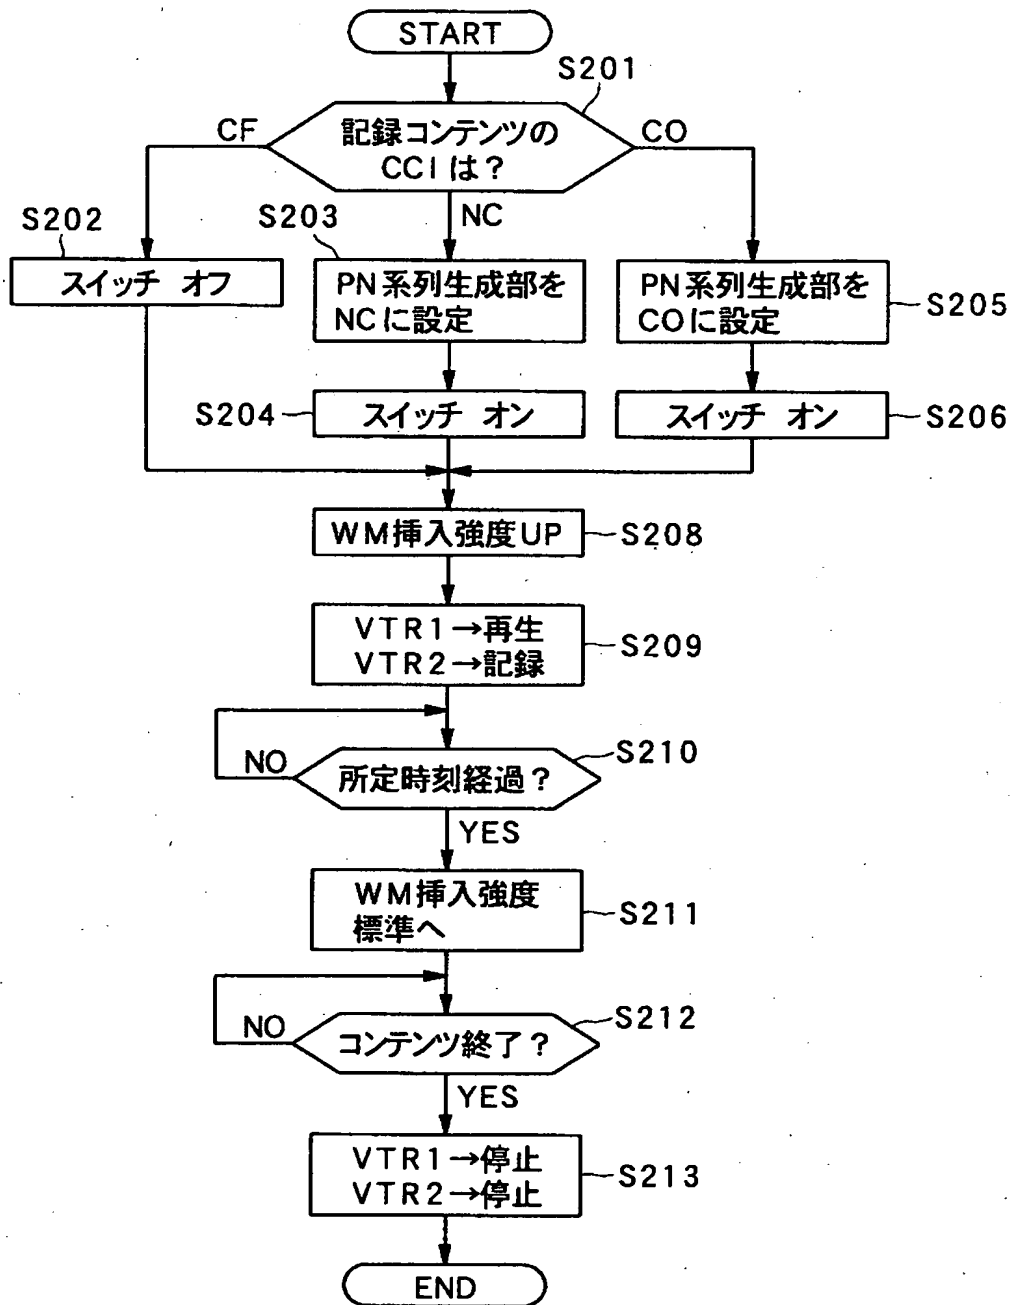 START
S201
記録コンテンツの
CCIは？
CF
CO
NC
S202
スイッチ オフ
S203
PN系列生成部を
NCに設定
PN系列生成部を
COに設定
S205
S204
スイッチ オン
スイッチ オン
S206
WM挿入強度UP
S208
VTR1→再生
VTR2→記録
S209
NO
所定時刻経過？
S210
YES
WM挿入強度
標準へ
S211
NO
コンテンツ終了？
S212
YES
VTR1→停止
VTR2→停止
S213
END